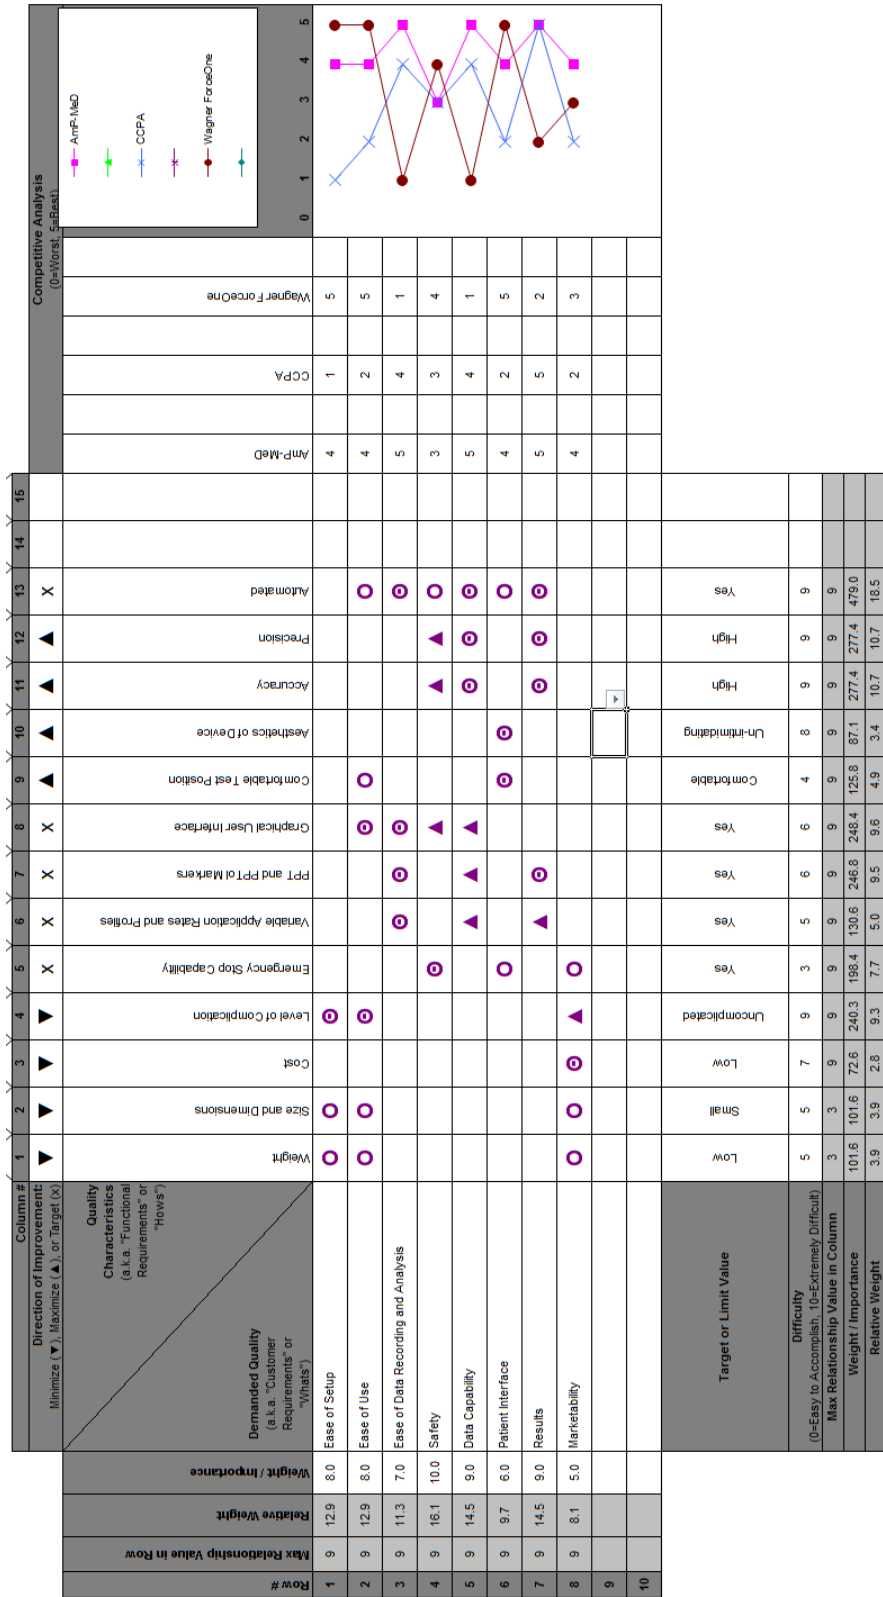 Column # 1 2 3 4 5 6 7 8 9 10 11 12 13 14 15
Direction of Improvement:
Minimize (▼), Maximize (▲), or Target (x)
▼ ▼ ▼ ▼ X X X X ▲ ▲ ▲ ▲ X
Competitive Analysis
(0=Worst, 5=Best)
Row #
Max Relationship Value in Row
Relative Weight
Weight / Importance
Quality
Characteristics
(a.k.a. "Functional
Requirements" or
"Hows")
Demanded Quality
(a.k.a. "Customer
Requirements" or
"Whats")
Weight
Size and Dimensions
Cost
Level of Complication
Emergency Stop Capability
Variable Application Rates and Profiles
PPT and PPTol Markers
Graphical User Interface
Comfortable Test Position
Aesthetics of Device
Accuracy
Precision
Automated
AmP-MeD
CCPA
Wagner ForceOne
AmP-MeD
CCPA
Wagner ForceOne
0 1 2 3 4 5
1 9 12.9 8.0 Ease of Setup 4 1 5
2 9 12.9 8.0 Ease of Use 4 2 5
3 9 11.3 7.0 Ease of Data Recording and Analysis 5 4 1
4 9 16.1 10.0 Safety 3 3 4
5 9 14.5 9.0 Data Capability 5 4 1
6 9 9.7 6.0 Patient Interface 4 2 5
7 9 14.5 9.0 Results 5 5 2
8 9 8.1 5.0 Marketability 4 2 3
9
10
Target or Limit Value
Low
Small
Low
Uncomplicated
Yes
Yes
Yes
Yes
Comfortable
Un-intimidating
High
High
Yes
Difficulty
(0=Easy to Accomplish, 10=Extremely Difficult)
5 5 7 9 3 5 6 6 4 8 9 9 9
Max Relationship Value in Column 3 3 9 9 9 9 9 9 9 9 9 9 9
Weight / Importance 101.6 101.6 72.6 240.3 198.4 130.6 246.8 248.4 125.8 87.1 277.4 277.4 479.0
Relative Weight 3.9 3.9 2.8 9.3 7.7 5.0 9.5 9.6 4.9 3.4 10.7 10.7 18.5